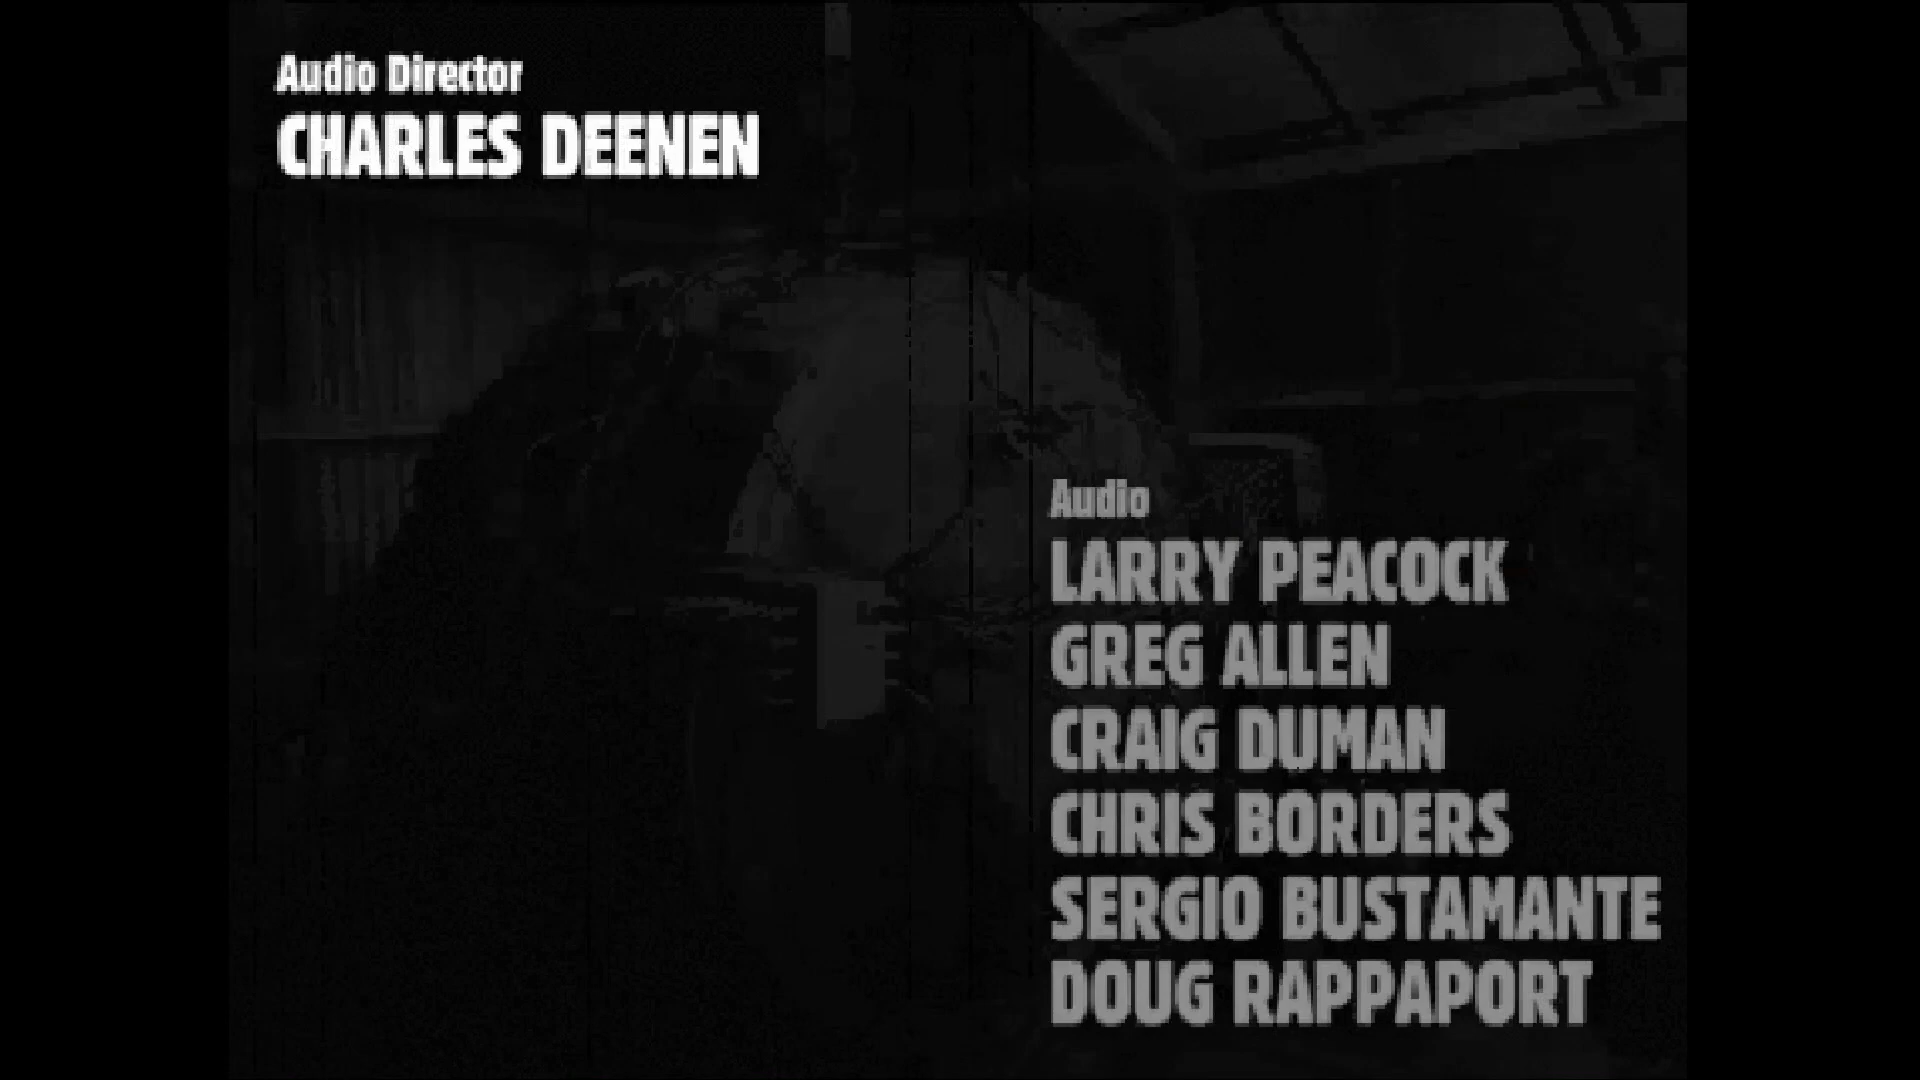 Audio Director
CHARLES DEENEN
Audio
LARRY PEACOCK
GREG ALLEN
CRAIG DUMAN
CHRIS BORDERS
SERGIO BUSTAMANTE
DOUG RAPPAPORT